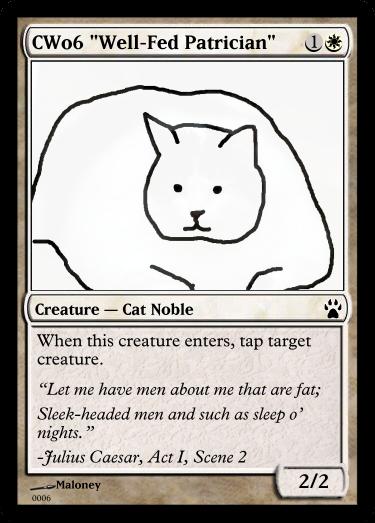 CWo6 "Well-Fed Patrician" 1
Creature — Cat Noble
When this creature enters, tap target
creature.
“Let me have men about me that are fat;
Sleek-headed men and such as sleep o’
nights.”
-Julius Caesar, Act I, Scene 2
2/2
Maloney
0006